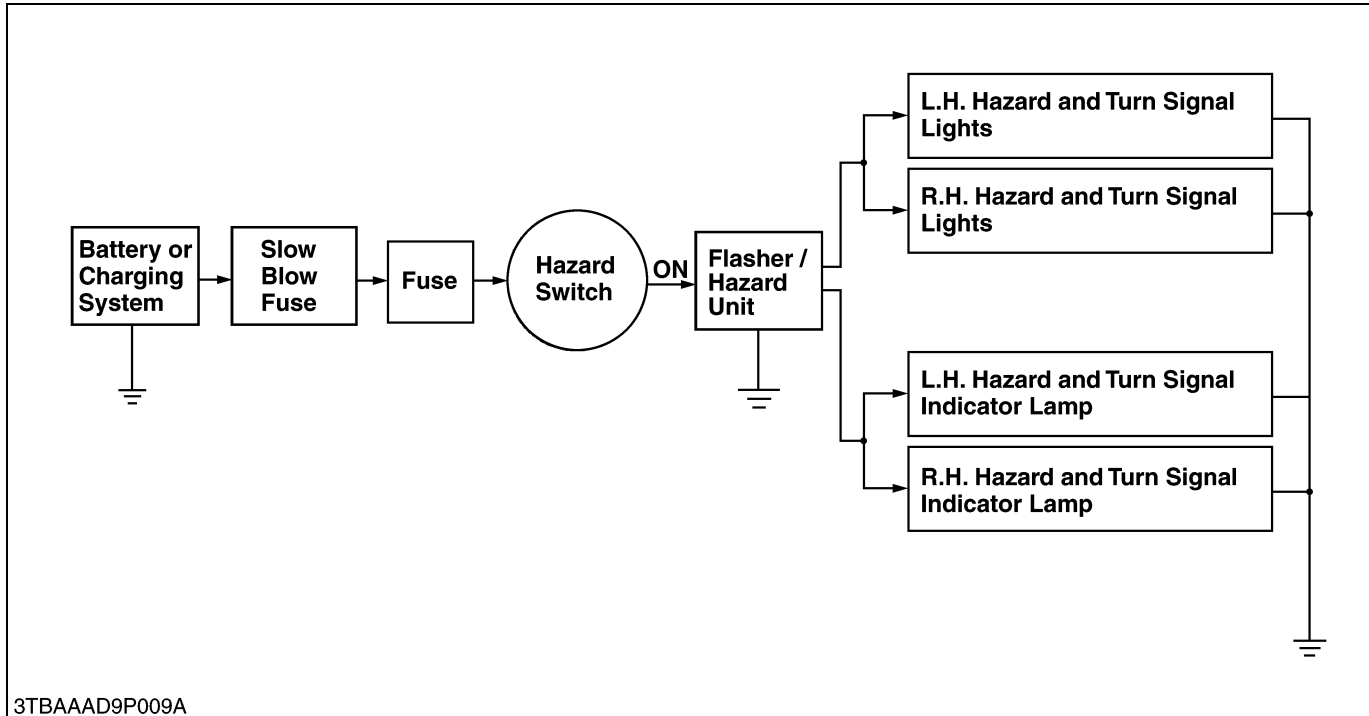 L.H. Hazard and Turn Signal
Lights
R.H. Hazard and Turn Signal
Lights
Battery or
Charging
System
Slow
Blow
Fuse
Fuse
Hazard
Switch
ON
Flasher /
Hazard
Unit
L.H. Hazard and Turn Signal
Indicator Lamp
R.H. Hazard and Turn Signal
Indicator Lamp
3TBAAAD9P009A